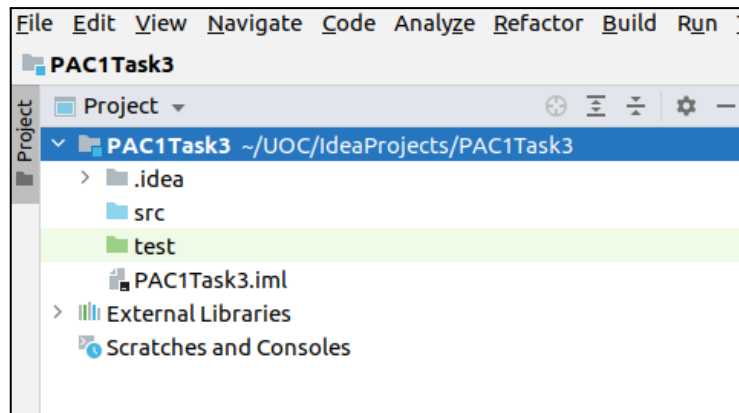 File Edit View Navigate Code Analyze Refactor Build Run
PAC1Task3
Project
Project
PAC1Task3 ~/UOC/IdeaProjects/PAC1Task3
.idea
src
test
PAC1Task3.iml
External Libraries
Scratches and Consoles